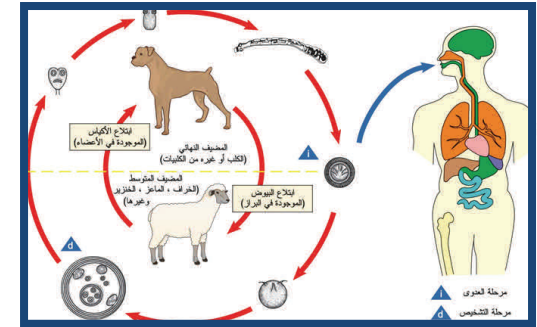 ابتلاع الأكياس
(الموجودة في الأعضاء)
المضيف النهائي
(الكلب أو غيره من الكلبيات)
المضيف المتوسط
(الخراف ، الماعز ، الخنزير
وغيرها)
ابتلاع البيوض
(الموجودة في البراز)
i
d
i مرحلة العدوى
d مرحلة التشخيص